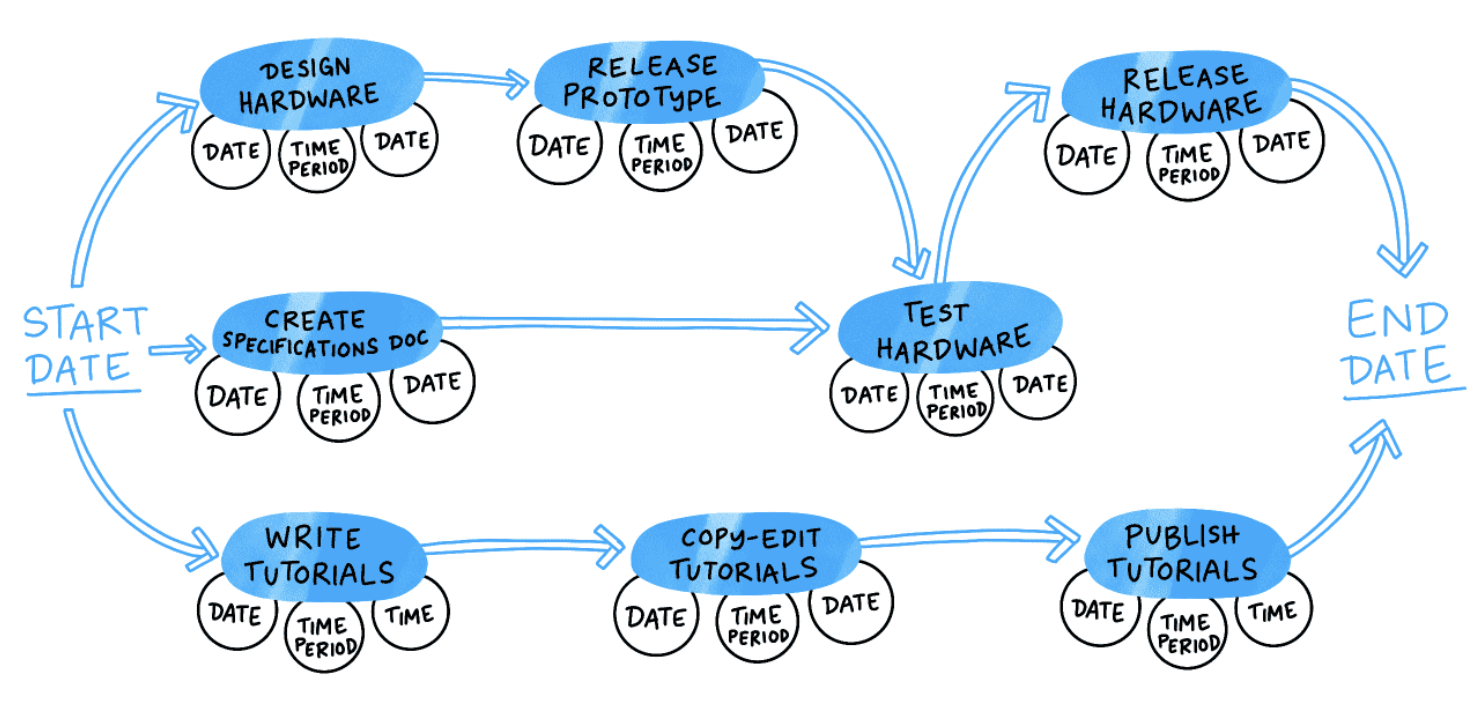 DESIGN
HARDWARE
DATE
TIME
PERIOD
DATE
RELEASE
PROTOTYPE
DATE
TIME
PERIOD
DATE
RELEASE
HARDWARE
DATE
TIME
PERIOD
DATE
START
DATE
CREATE
SPECIFICATIONS DOC
DATE
TIME
PERIOD
DATE
TEST
HARDWARE
DATE
TIME
PERIOD
DATE
END
DATE
WRITE
TUTORIALS
DATE
TIME
PERIOD
TIME
COPY-EDIT
TUTORIALS
DATE
TIME
PERIOD
DATE
PUBLISH
TUTORIALS
DATE
TIME
PERIOD
TIME